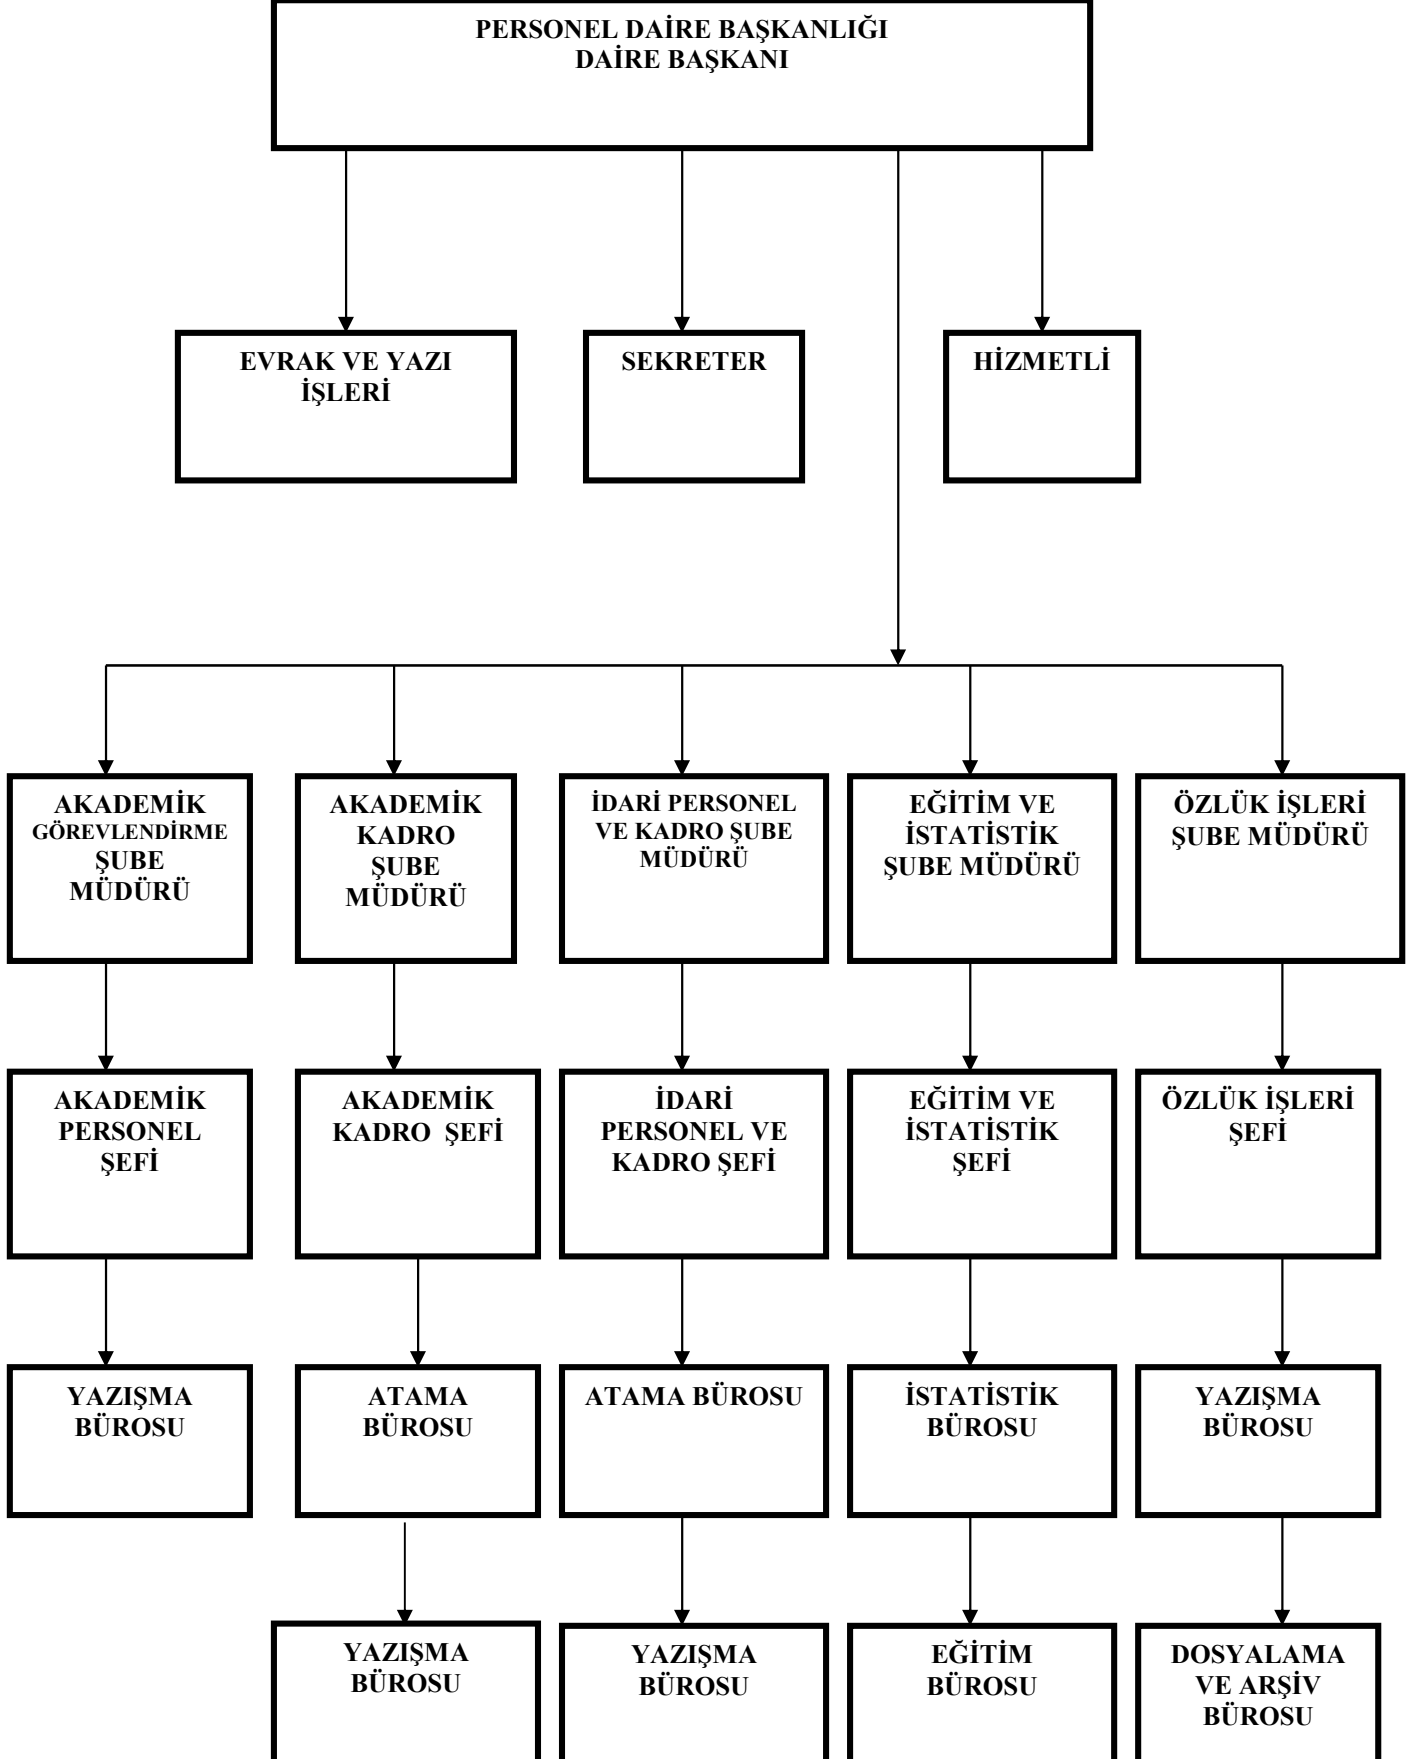 PERSONEL DAİRE BAŞKANLIĞI
DAİRE BAŞKANI
EVRAK VE YAZI
İŞLERİ
SEKRETER
HİZMETLİ
AKADEMİK
GÖREVLENDİRME
ŞUBE
MÜDÜRÜ
AKADEMİK
KADRO
ŞUBE
MÜDÜRÜ
İDARİ PERSONEL
VE KADRO ŞUBE
MÜDÜRÜ
EĞİTİM VE
İSTATİSTİK
ŞUBE MÜDÜRÜ
ÖZLÜK İŞLERİ
ŞUBE MÜDÜRÜ
AKADEMİK
PERSONEL
ŞEFİ
AKADEMİK
KADRO ŞEFİ
İDARİ
PERSONEL VE
KADRO ŞEFİ
EĞİTİM VE
İSTATİSTİK
ŞEFİ
ÖZLÜK İŞLERİ
ŞEFİ
YAZIŞMA
BÜROSU
ATAMA
BÜROSU
ATAMA BÜROSU
İSTATİSTİK
BÜROSU
YAZIŞMA
BÜROSU
YAZIŞMA
BÜROSU
YAZIŞMA
BÜROSU
EĞİTİM
BÜROSU
DOSYALAMA
VE ARŞİV
BÜROSU